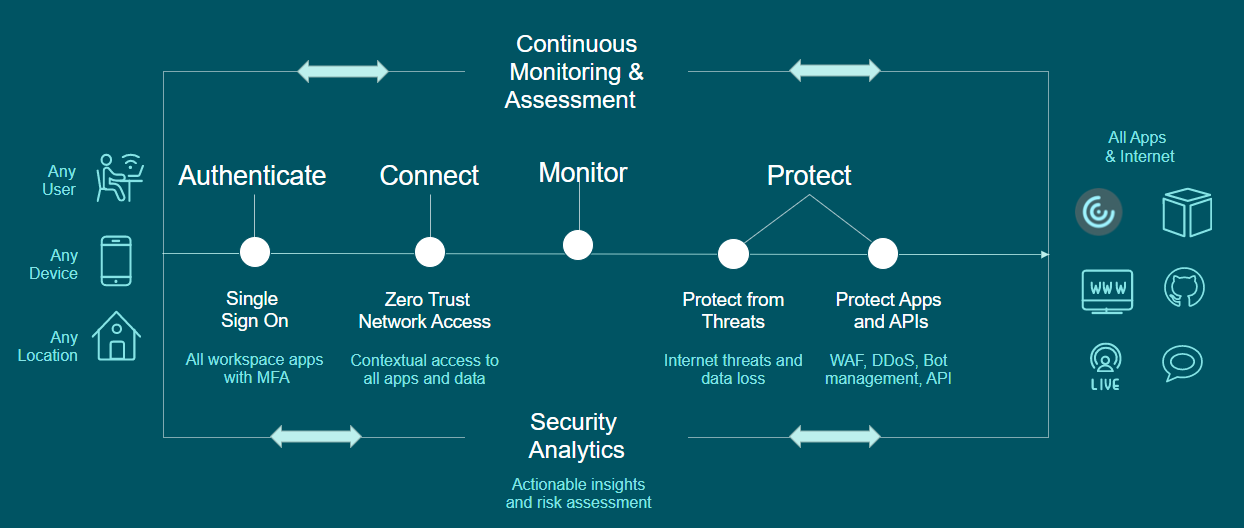 Continuous
Monitoring &
Assessment
Any
User
Any
Device
Any
Location
Authenticate
Connect
Monitor
Protect
Single
Sign On
All workspace apps
with MFA
Zero Trust
Network Access
Contextual access to
all apps and data
Protect from
Threats
Internet threats and
data loss
Protect Apps
and APIs
WAF, DDoS, Bot
management, API
Security
Analytics
Actionable insights
and risk assessment
All Apps
& Internet
WWW
LIVE